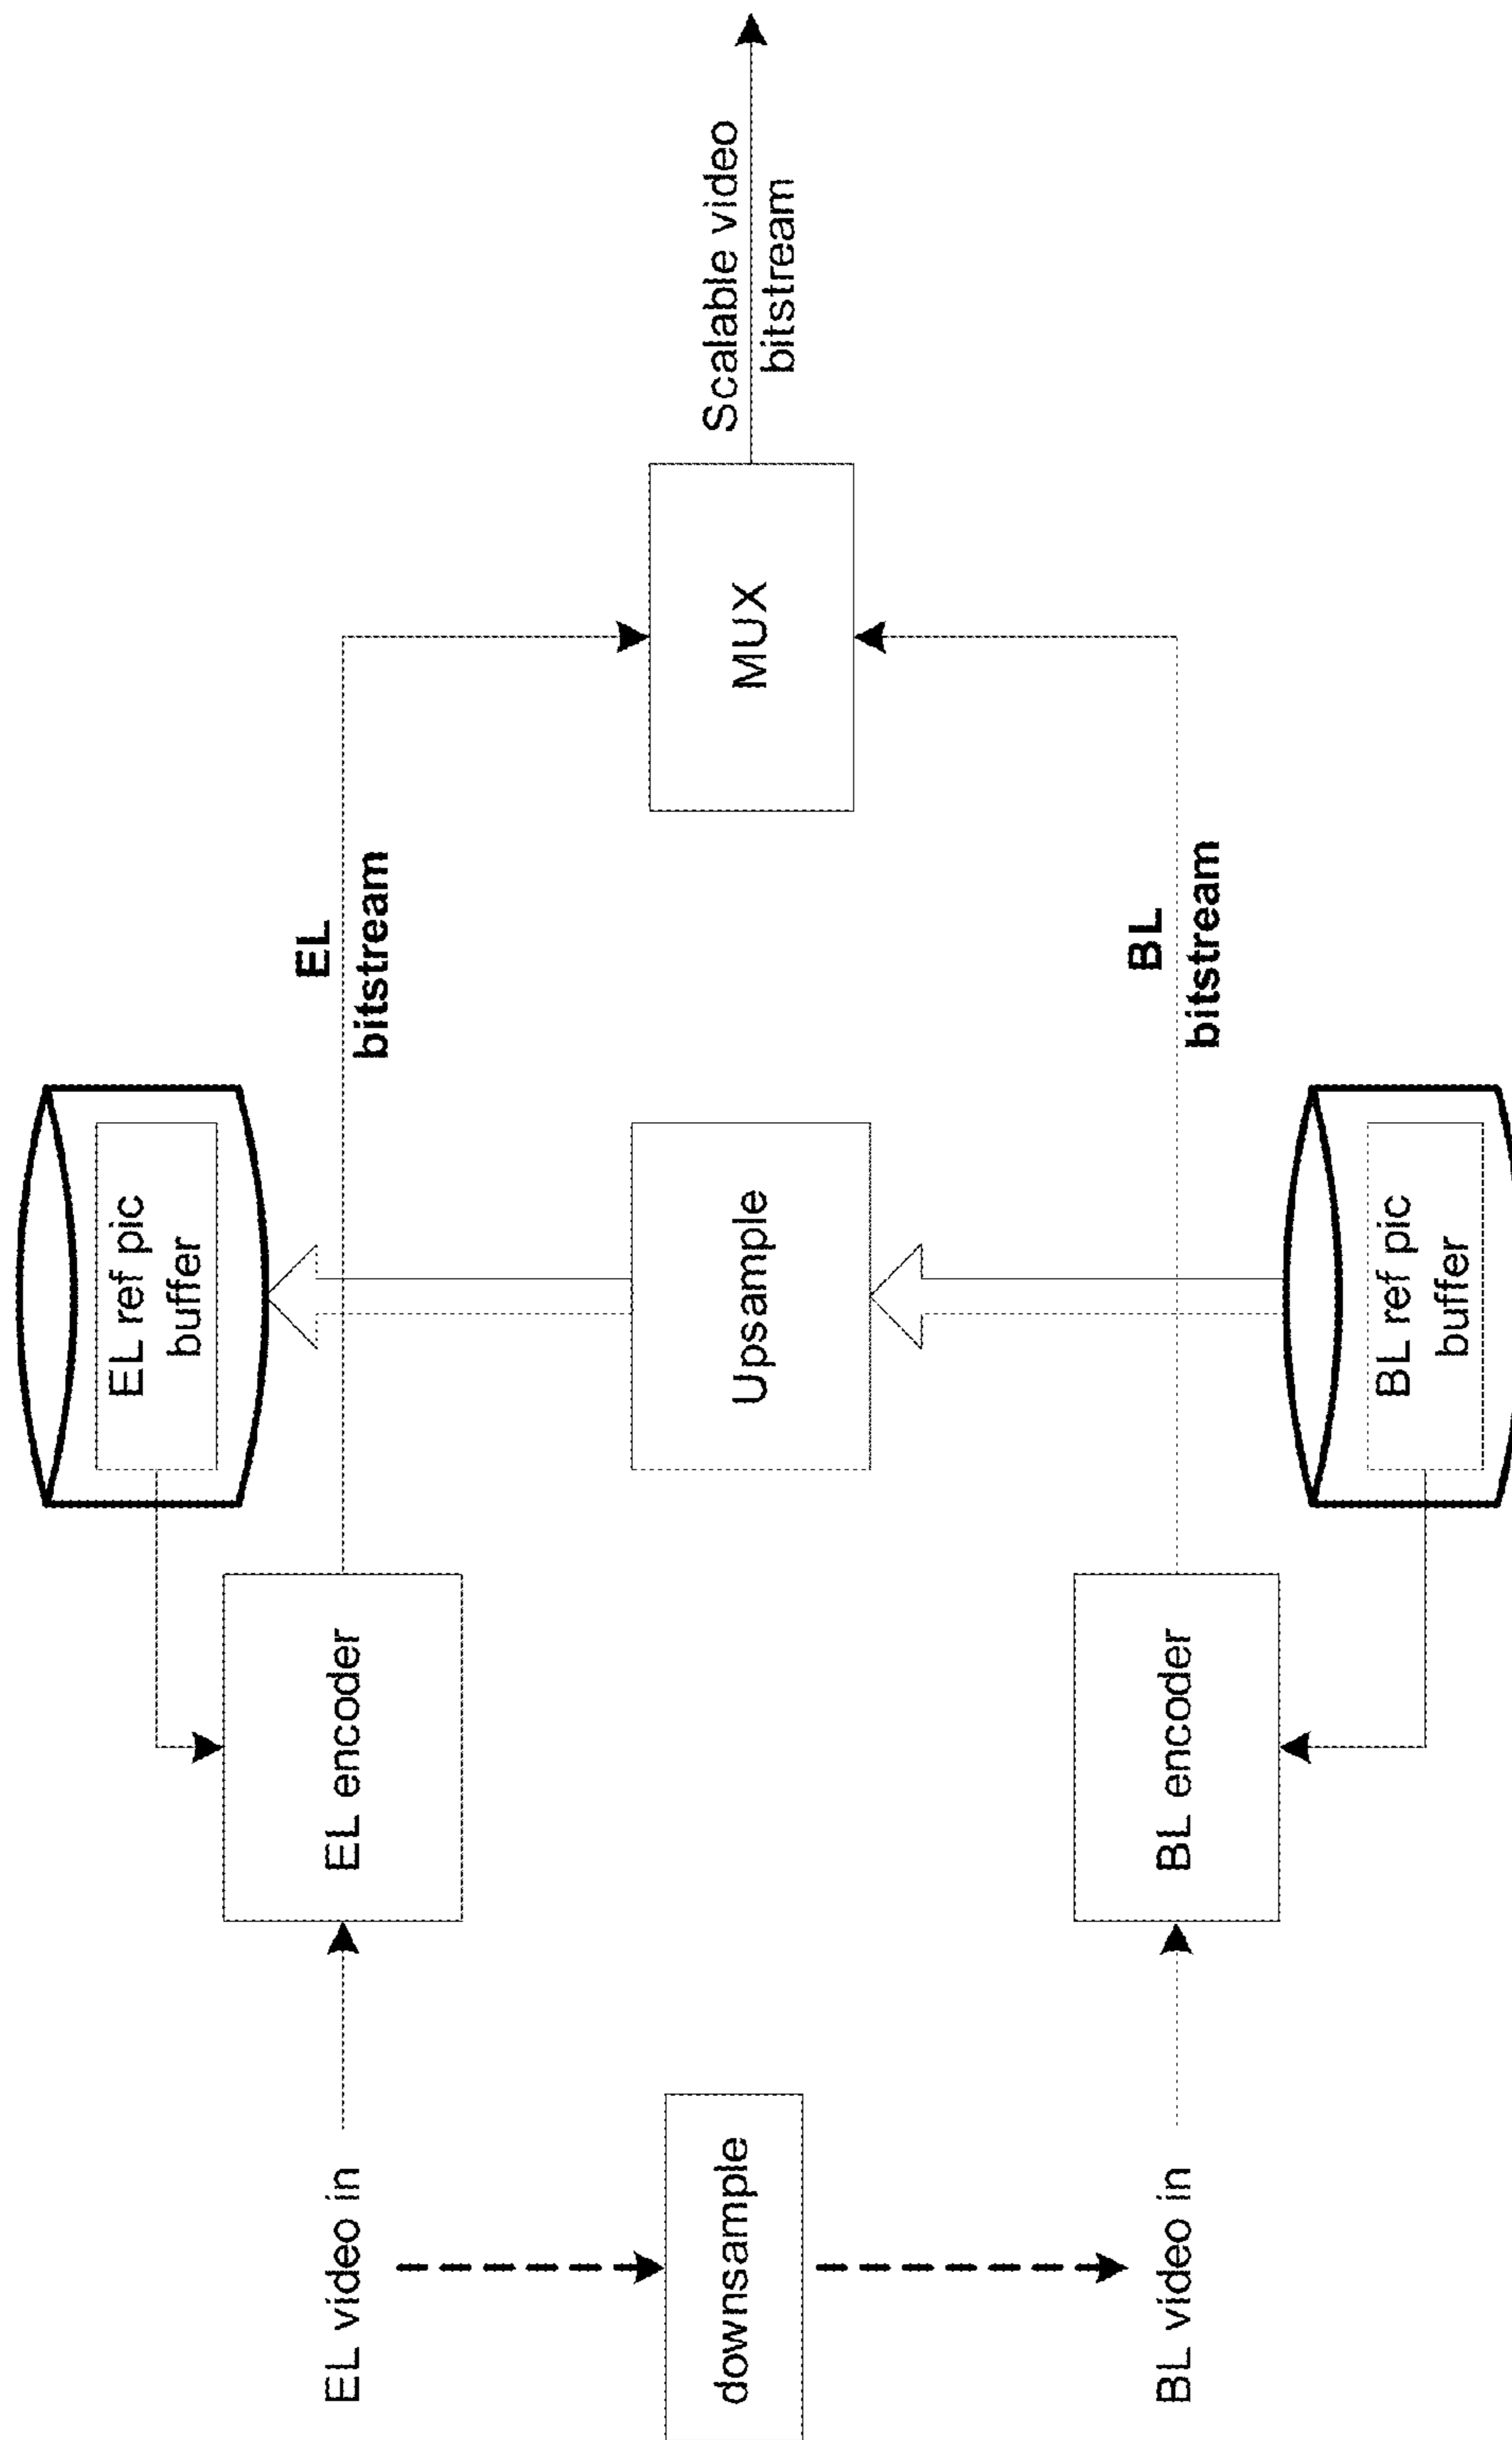 EL video in
downsample
BL video in
EL encoder
BL encoder
EL ref pic
buffer
Upsample
BL ref pic
buffer
EL
bitstream
BL
bitstream
MUX
Scalable video
bitstream